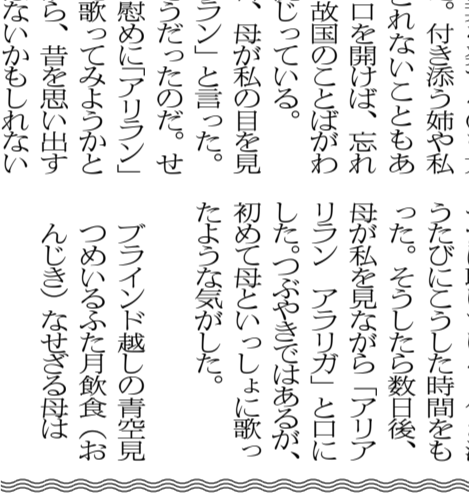 。付き添う姉や私
れないこともあ
口を開けば、忘れ
故国のことばがわ
じっている。
、母が私の目を見
ラン」と言った。
うだったのだ。せ
慰めに「アリラン」
歌ってみようかと
ら、昔を思い出す
ないかもしれない
うたびにこうした時間をも
った。そうしたら数日後、
母が私を見ながら「アリア
リラン　アラリガ」と口に
した。つぶやきではあるが、
初めて母といっしょに歌っ
たような気がした。
ブラインド越しの青空見
つめいるふた月飲食（お
んじき）なせざる母は